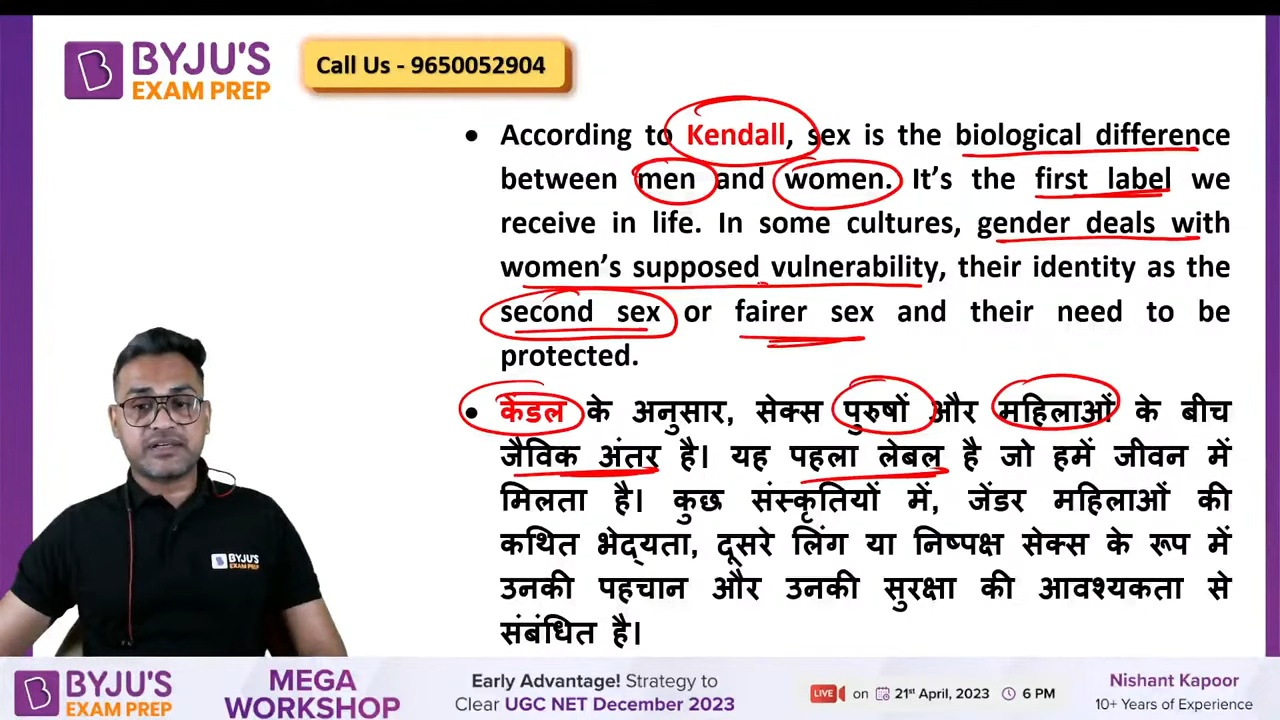 BYJU'S
EXAM PREP
Call Us - 9650052904
• According to Kendall, sex is the biological difference
between men and women. It's the first label we
receive in life. In some cultures, gender deals with
women's supposed vulnerability, their identity as the
second sex or fairer sex and their need to be
protected.
• केंडल के अनुसार, सेक्स पुरुषों और महिलाओं के बीच
जैविक अंतर है। यह पहला लेबल है जो हमें जीवन में
मिलता है। कुछ संस्कृतियों में, जेंडर महिलाओं की
कथित भेद्यता, दूसरे लिंग या निष्पक्ष सेक्स के रूप में
उनकी पहचान और उनकी सुरक्षा की आवश्यकता से
संबंधित है।
BYJU'S
EXAM PREP
BYJU'S
EXAM PREP
MEGA
WORKSHOP
Early Advantage! Strategy to
Clear UGC NET December 2023
LIVE on 21st April, 2023 6 PM
Nishant Kapoor
10+ Years of Experience